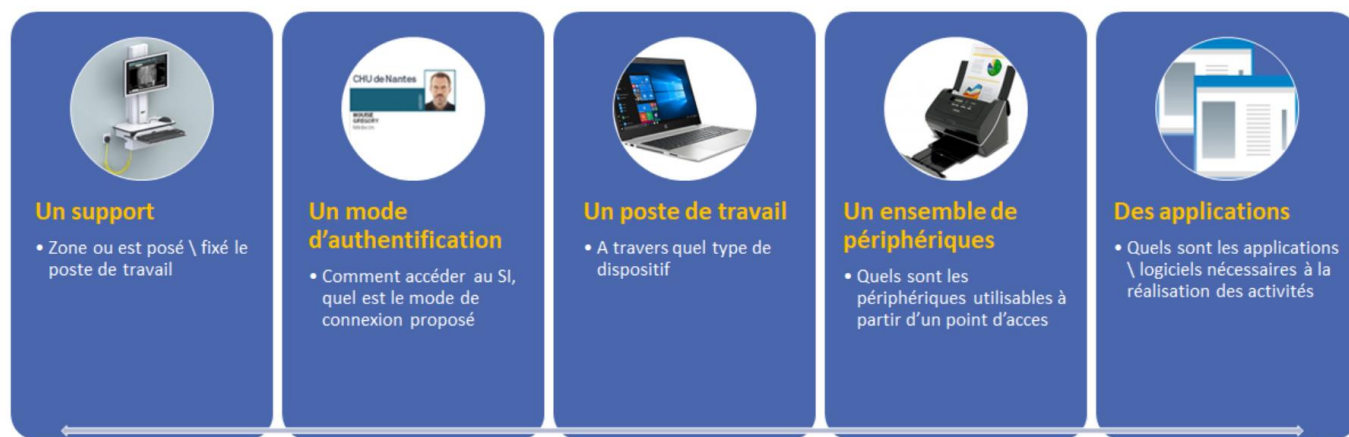 Un support
• Zone ou est posé \ fixé le
poste de travail
CHU de Nantes
HOUSE
GREGORY
Médecin
Un mode
d’authentification
• Comment accéder au SI,
quel est le mode de
connexion proposé
Un poste de travail
• A travers quel type de
dispositif
Un ensemble de
périphériques
• Quels sont les
périphériques utilisables à
partir d’un point d’acces
Des applications
• Quels sont les applications
\ logiciels nécessaires à la
réalisation des activités